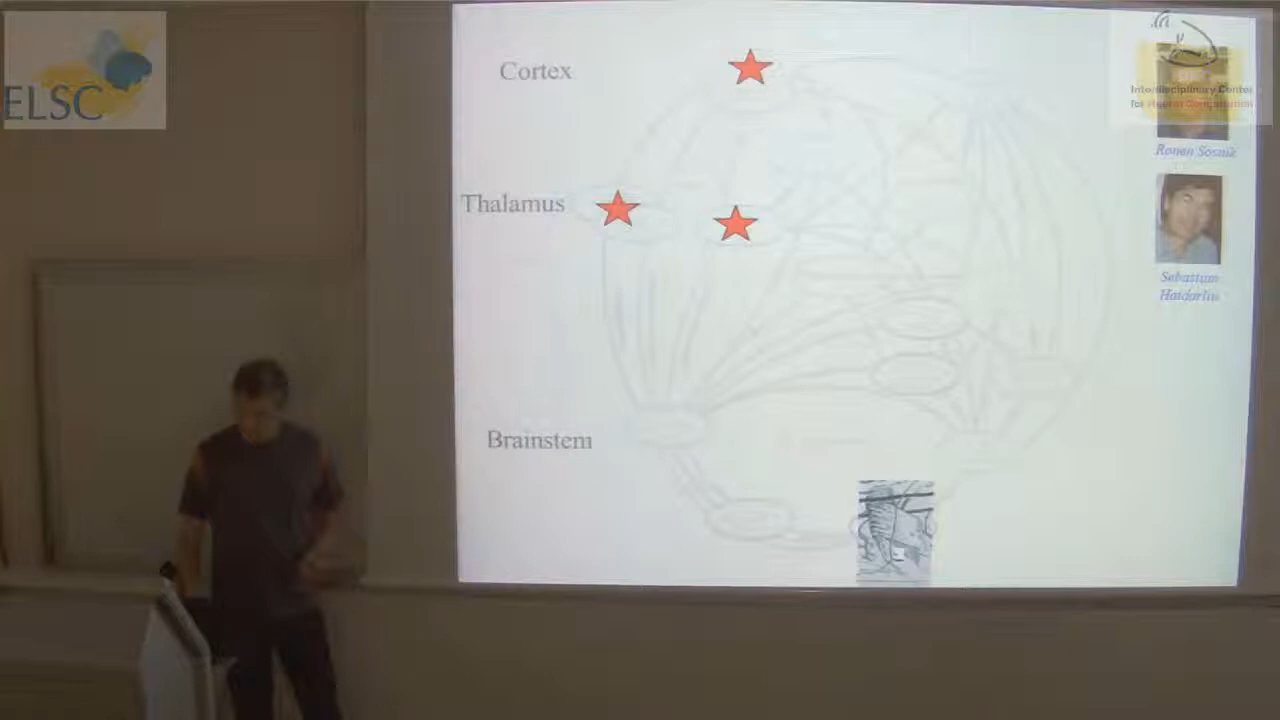 ELSC
Cortex
Thalamus
Brainstem
Interdisciplinary Center
for Neural Computation
Ronen Sosnik
Sebastian
Haidarliu